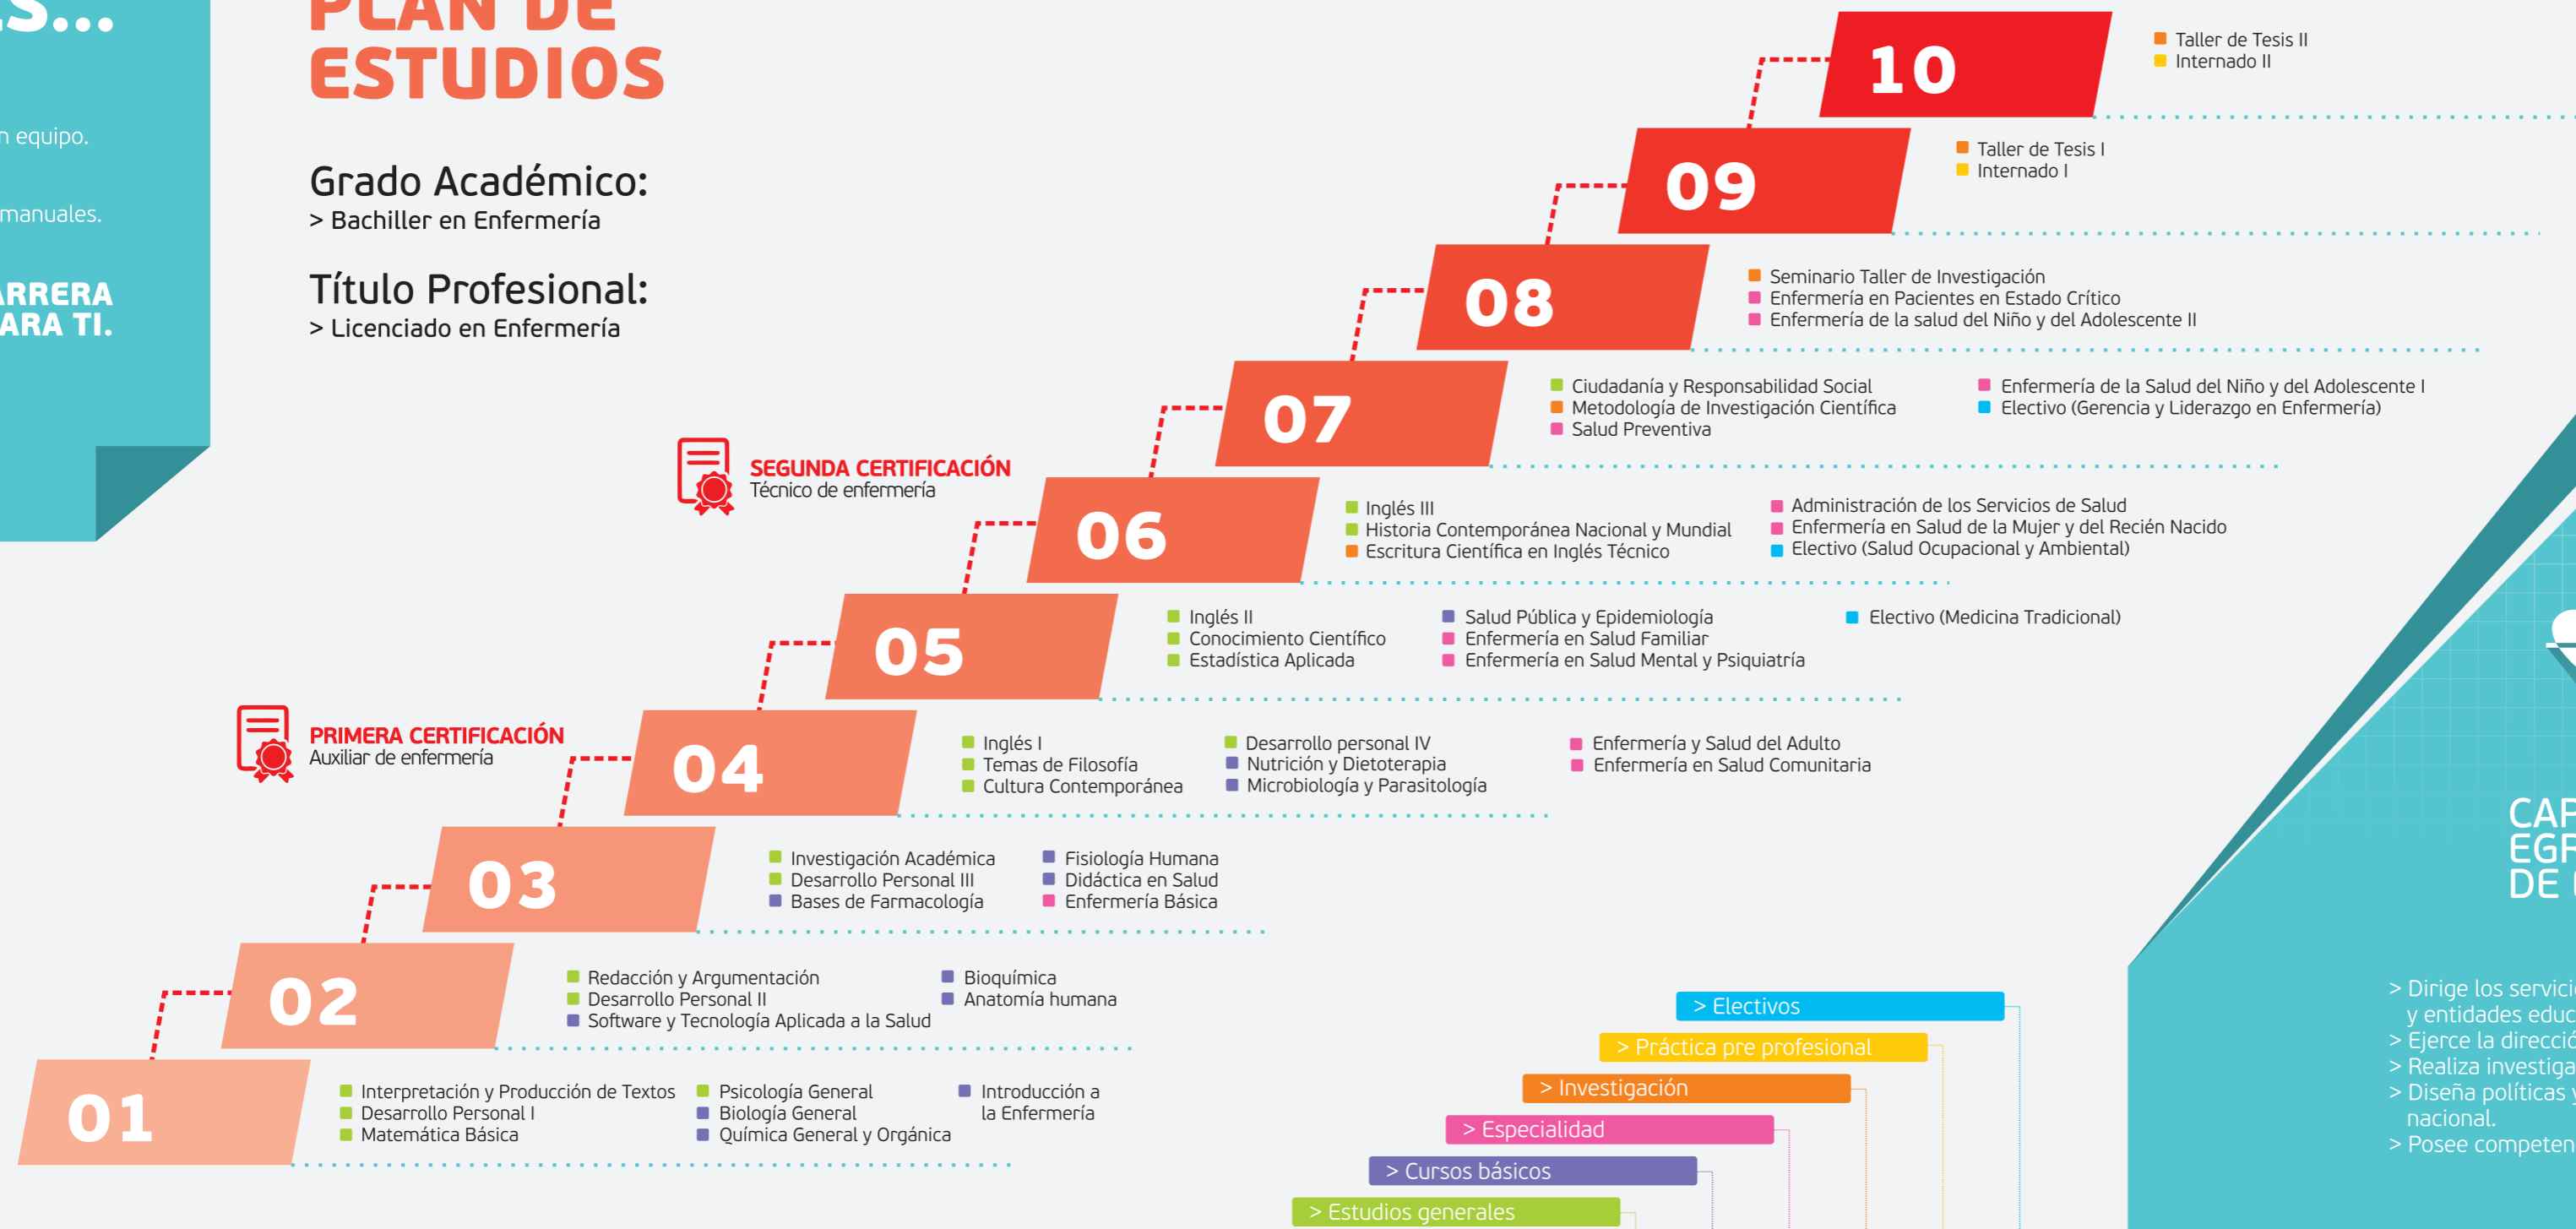 PLAN DE
ESTUDIOS
Grado Académico:
> Bachiller en Enfermería
Título Profesional:
> Licenciado en Enfermería
equipo.
manuales.
TI.
10
Taller de Tesis II
Internado II
09
Taller de Tesis I
Internado I
08
Seminario Taller de Investigación
Enfermería en Pacientes en Estado Crítico
Enfermería de la salud del Niño y del Adolescente II
07
Ciudadanía y Responsabilidad Social
Metodología de Investigación Científica
Salud Preventiva
Enfermería de la Salud del Niño y del Adolescente I
Electivo (Gerencia y Liderazgo en Enfermería)
SEGUNDA CERTIFICACIÓN
Técnico de enfermería
06
Inglés III
Historia Contemporánea Nacional y Mundial
Escritura Científica en Inglés Técnico
Administración de los Servicios de Salud
Enfermería en Salud de la Mujer y del Recién Nacido
Electivo (Salud Ocupacional y Ambiental)
05
Inglés II
Conocimiento Científico
Estadística Aplicada
Salud Pública y Epidemiología
Enfermería en Salud Familiar
Enfermería en Salud Mental y Psiquiatría
Electivo (Medicina Tradicional)
PRIMERA CERTIFICACIÓN
Auxiliar de enfermería
04
Inglés I
Temas de Filosofía
Cultura Contemporánea
Desarrollo personal IV
Nutrición y Dietoterapia
Microbiología y Parasitología
Enfermería y Salud del Adulto
Enfermería en Salud Comunitaria
03
Investigación Académica
Desarrollo Personal III
Bases de Farmacología
Fisiología Humana
Didáctica en Salud
Enfermería Básica
02
Redacción y Argumentación
Desarrollo Personal II
Software y Tecnología Aplicada a la Salud
Bioquímica
Anatomía humana
01
Interpretación y Producción de Textos
Desarrollo Personal I
Matemática Básica
Psicología General
Biología General
Química General y Orgánica
Introducción a
la Enfermería
> Electivos
> Práctica pre profesional
> Investigación
> Especialidad
> Cursos básicos
> Estudios generales
DE
> Dirige los
y entidades
> Ejerce la
> Realiza
> Diseña políticas
nacional.
> Posee